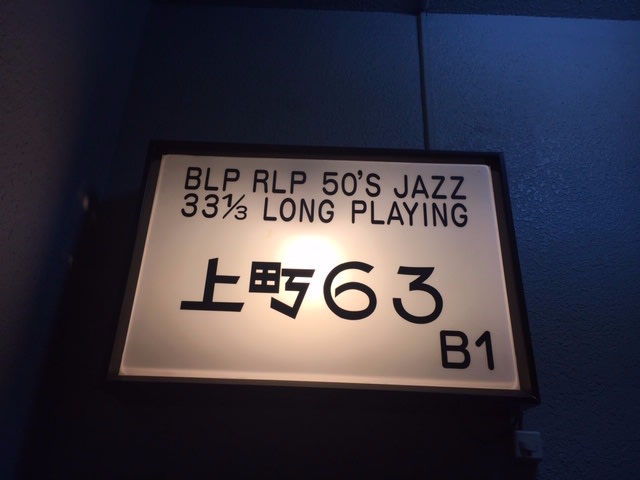 BLP RLP 50'S JAZZ
33⅓ LONG PLAYING
上町63
B1